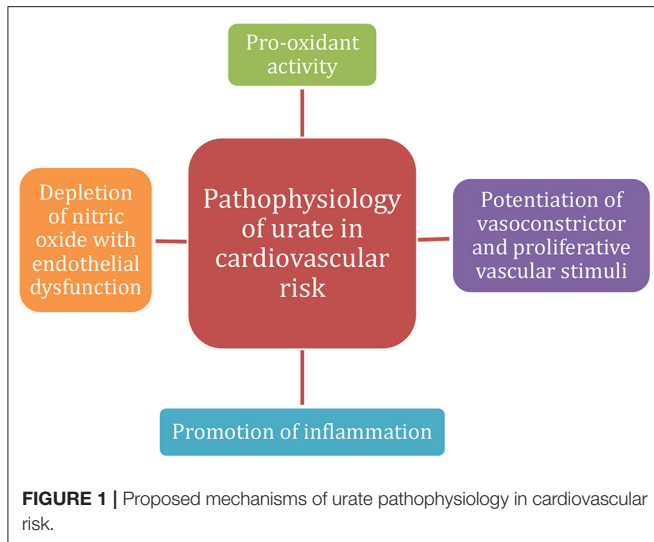 Pro-oxidant
activity
Depletion
of nitric
oxide with
endothelial
dysfunction
Pathophysiology
of urate in
cardiovascular
risk
Potentiation of
vasoconstrictor
and proliferative
vascular stimuli
Promotion of inflammation
FIGURE 1 | Proposed mechanisms of urate pathophysiology in cardiovascular
risk.